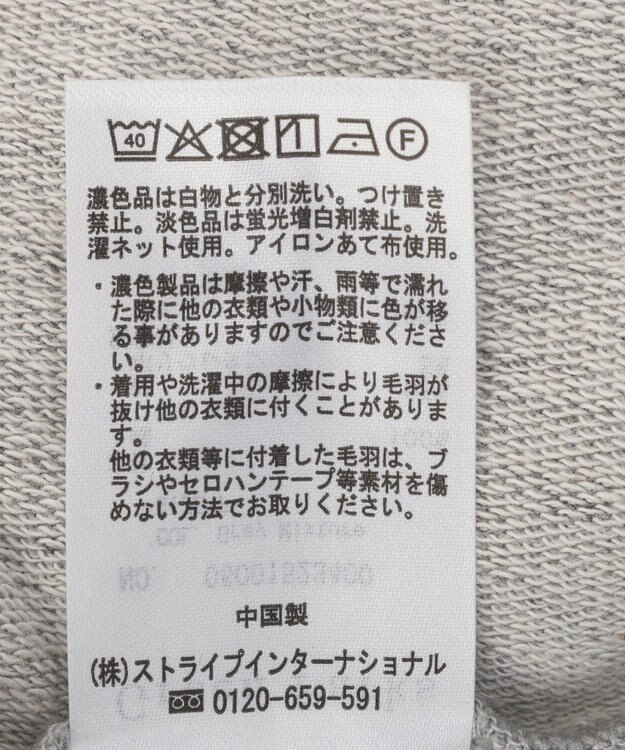 40 F
濃色品は白物と分別洗い。つけ置き
禁止。淡色品は蛍光増白剤禁止。洗
濯ネット使用。アイロンあて布使用。
・濃色製品は摩擦や汗、雨等で濡れ
た際に他の衣類や小物類に色が移
る事がありますのでご注意くださ
い。
・着用や洗濯中の摩擦により毛羽が
抜け他の衣類に付くことがありま
す。
他の衣類等に付着した毛羽は、ブ
ラシやセロハンテープ等素材を傷
めない方法でお取りください。
中国製
(株)ストライプインターナショナル
0120-659-591